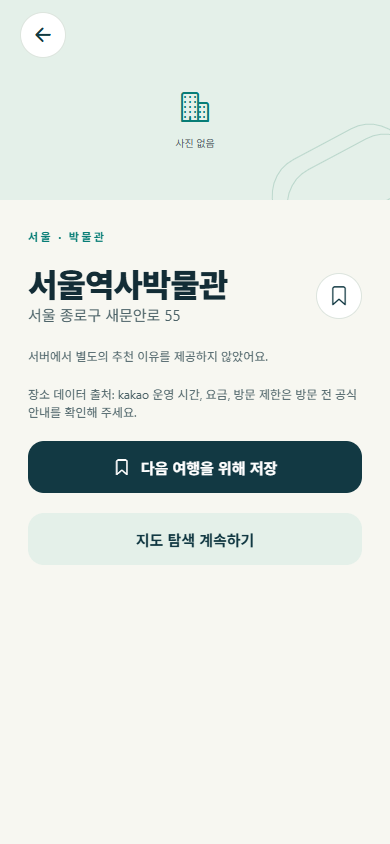 사진 없음
서울 · 박물관
서울역사박물관
서울 종로구 새문안로 55
서버에서 별도의 추천 이유를 제공하지 않았어요.
장소 데이터 출처: kakao 운영 시간, 요금, 방문 제한은 방문 전 공식
안내를 확인해 주세요.
다음 여행을 위해 저장
지도 탐색 계속하기